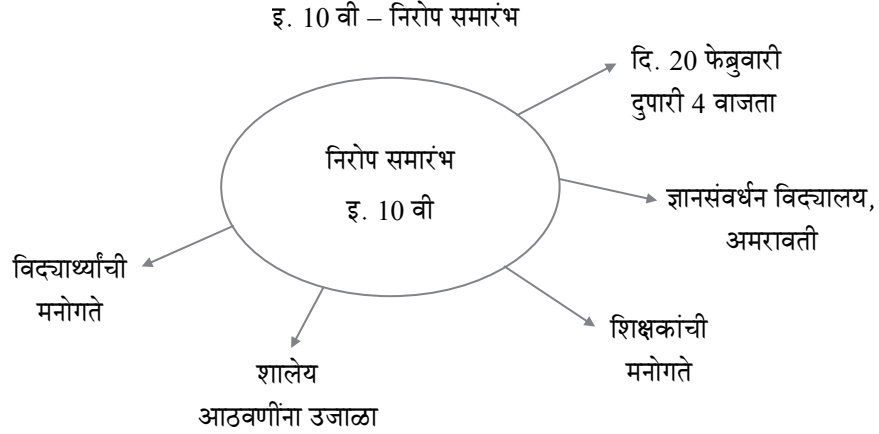 इ. 10 वी – निरोप समारंभ
दि. 20 फेब्रुवारी
दुपारी 4 वाजता
निरोप समारंभ
इ. 10 वी
ज्ञानसंवर्धन विद्यालय,
अमरावती
विद्यार्थ्यांची
मनोगते
शिक्षकांची
मनोगते
शालेय
आठवणींना उजाळा